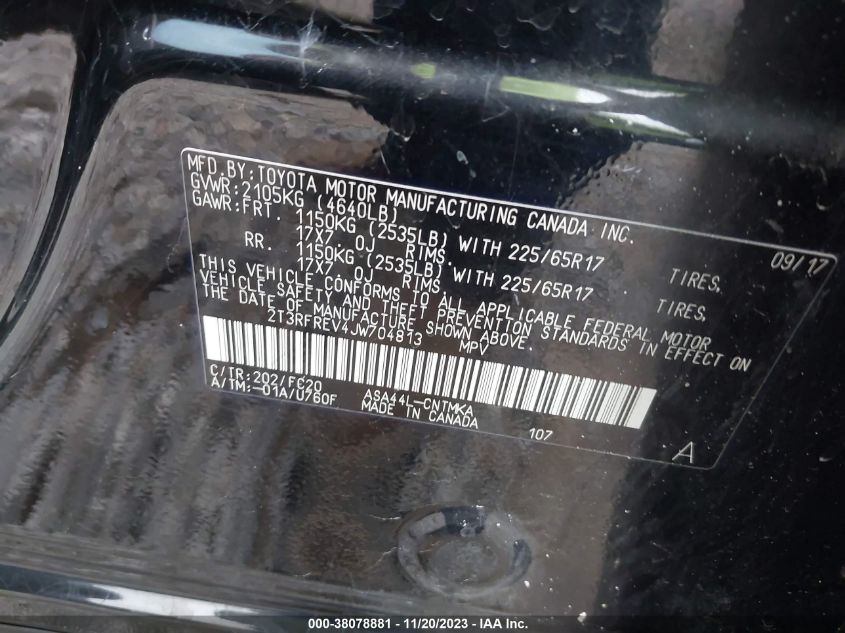 MFD.BY:TOYOTA MOTOR MANUFACTURING CANADA INC.
GVWR:2105KG (4640LB) 09/17
GAWR:FRT. 1150KG (2535LB) WITH 225/65R17 TIRES,
17X7. 0J RIMS.
RR. 1150KG (2535LB) WITH 225/65R17 TIRES,
17X7. 0J RIMS.
THIS VEHICLE CONFORMS TO ALL APPLICABLE FEDERAL MOTOR
VEHICLE SAFETY AND THEFT PREVENTION STANDARDS IN EFFECT ON
THE DATE OF MANUFACTURE SHOWN ABOVE.
2T3RFREV4JW704813 MPV
C/TR:202/FC20 ASA44L-CNTMKA
A/TM:-01A/U760F MADE IN CANADA
107
A
000-38078881 - 11/20/2023 - IAA Inc.